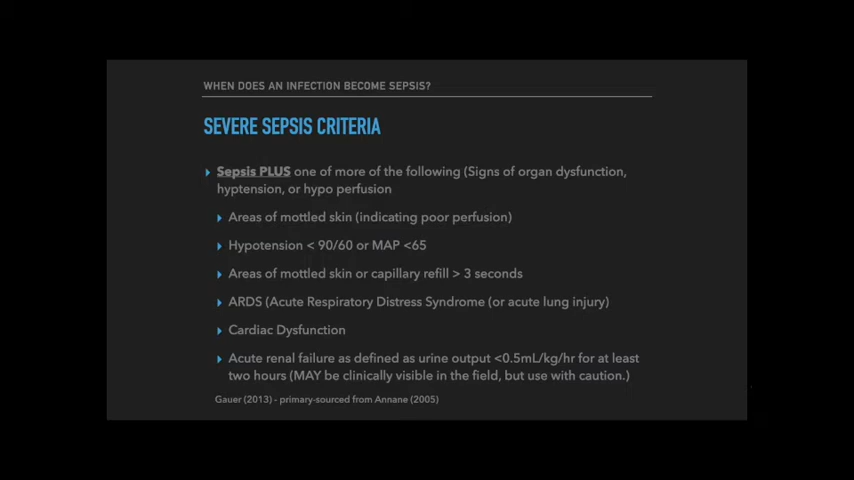 WHEN DOES AN INFECTION BECOME SEPSIS?
SEVERE SEPSIS CRITERIA
Sepsis PLUS one of more of the following (Signs of organ dysfunction,
hyptension, or hypo perfusion
Areas of mottled skin (indicating poor perfusion)
Hypotension < 90/60 or MAP <65
Areas of mottled skin or capillary refill > 3 seconds
ARDS (Acute Respiratory Distress Syndrome (or acute lung injury)
Cardiac Dysfunction
Acute renal failure as defined as urine output <0.5mL/kg/hr for at least
two hours (MAY be clinically visible in the field, but use with caution.)
Gauer (2013) - primary-sourced from Annane (2005)